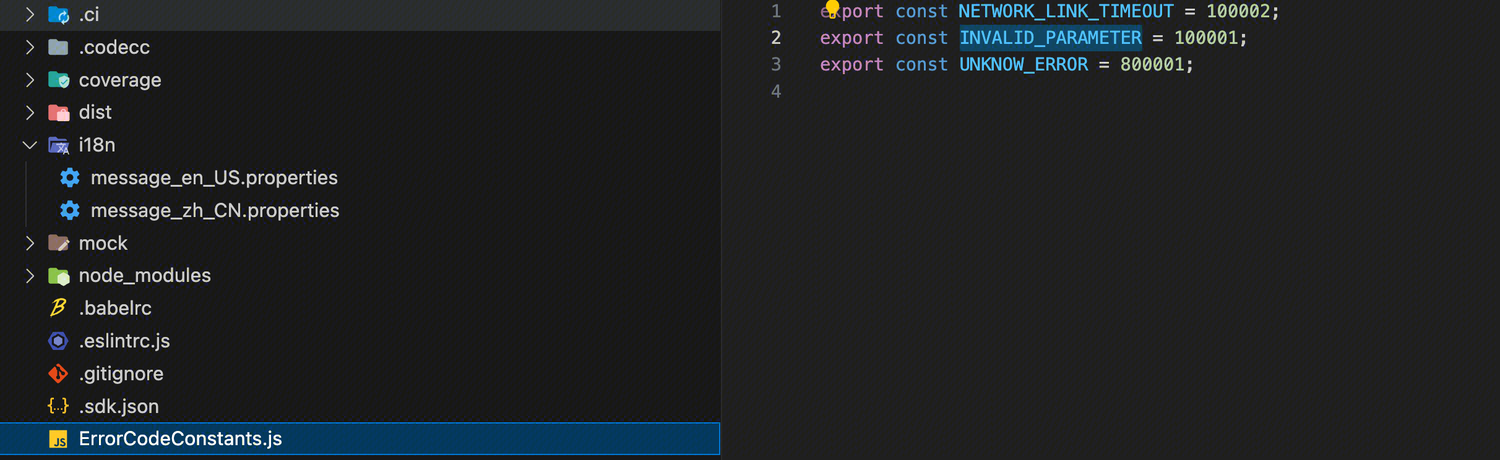 .ci
.codecc
coverage
dist
i18n
message_en_US.properties
message_zh_CN.properties
mock
node_modules
.babelrc
.eslintrc.js
.gitignore
.sdk.json
JS ErrorCodeConstants.js
1 export const NETWORK_LINK_TIMEOUT = 100002;
2 export const INVALID_PARAMETER = 100001;
3 export const UNKNOW_ERROR = 800001;
4